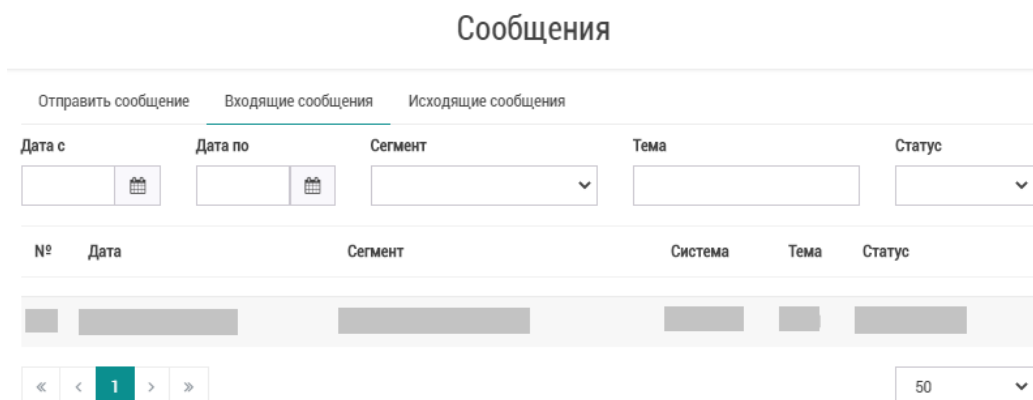 Сообщения
Отправить сообщение Входящие сообщения Исходящие сообщения
Дата с Дата по Сегмент Тема Статус
№ Дата Сегмент Система Тема Статус
« < 1 > » 50